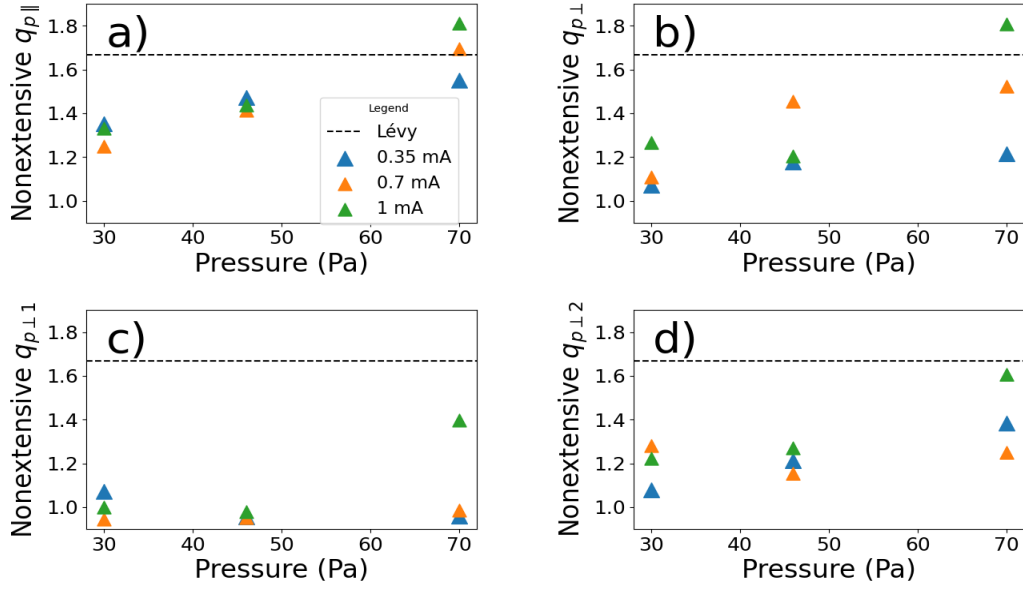 a)
Nonextensive q_{p∥}
1.8
1.6
1.4
1.2
1.0
30 40 50 60 70
Pressure (Pa)
Legend
Lévy
0.35 mA
0.7 mA
1 mA
b)
Nonextensive q_{p⊥}
1.8
1.6
1.4
1.2
1.0
30 40 50 60 70
Pressure (Pa)
c)
Nonextensive q_{p⊥1}
1.8
1.6
1.4
1.2
1.0
30 40 50 60 70
Pressure (Pa)
d)
Nonextensive q_{p⊥2}
1.8
1.6
1.4
1.2
1.0
30 40 50 60 70
Pressure (Pa)